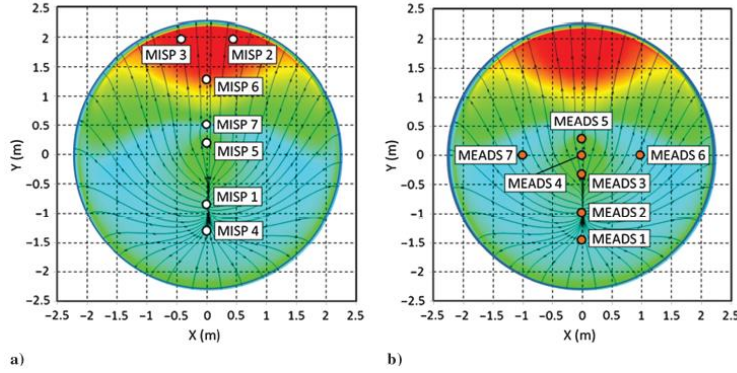 2.5
2
1.5
1
0.5
0
−0.5
−1
−1.5
−2
2.5
Y (m)
MISP 3
MISP 2
MISP 6
MISP 7
MISP 5
MISP 1
MISP 4
−2.5 −2 −1.5 −1 −0.5 0 0.5 1 1.5 2 2.5
X (m)
a)
2.5
2
1.5
1
0.5
0
−0.5
−1
−1.5
−2
2.5
Y (m)
MEADS 5
MEADS 7
MEADS 6
MEADS 4
MEADS 3
MEADS 2
MEADS 1
−2.5 −2 −1.5 −1 −0.5 0 0.5 1 1.5 2 2.5
X (m)
b)